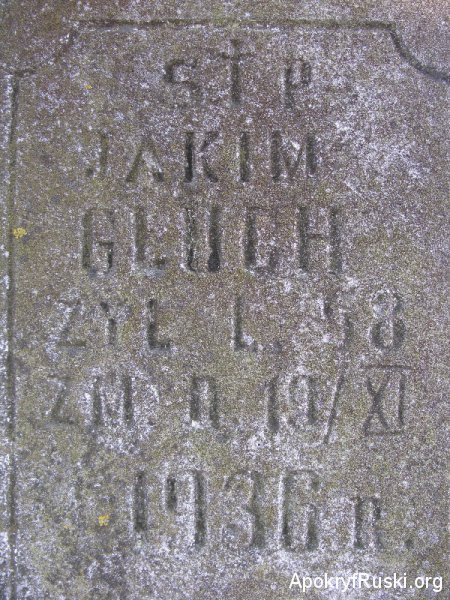 Ś † P
JAKIM
GŁUCH
ŻYŁ L. 58
ZM. D. 19/XI
1936 r.
ApokryfRuski.org